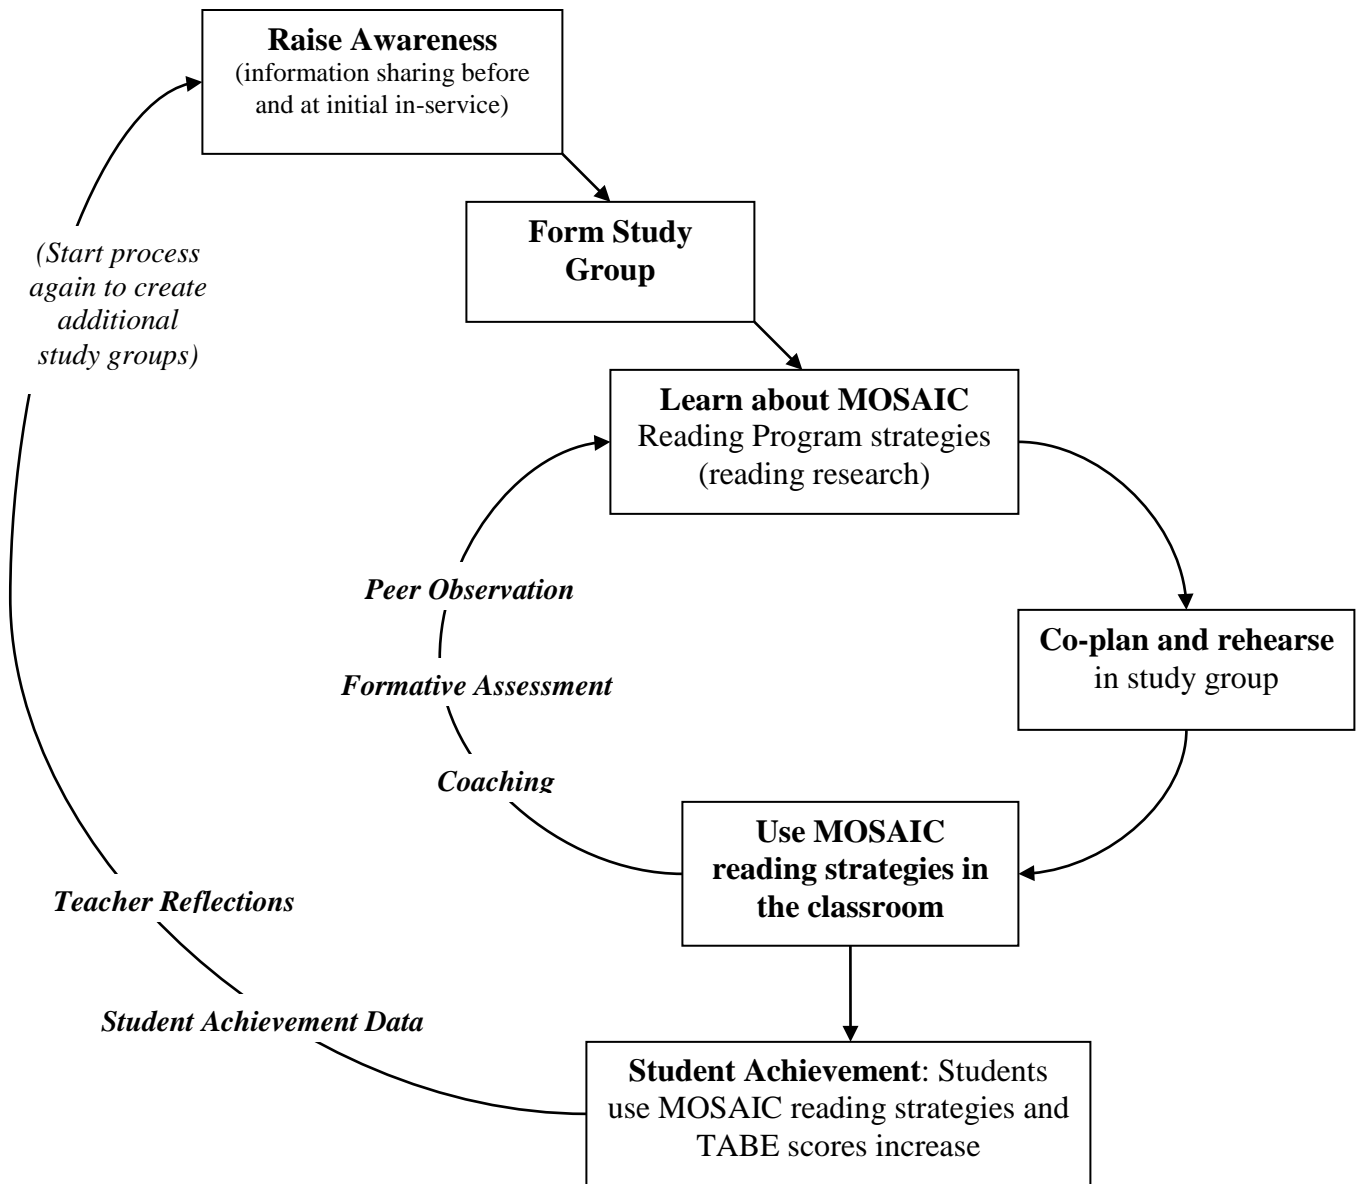 Raise Awareness
(information sharing before
and at initial in-service)
Form Study
Group
(Start process
again to create
additional
study groups)
Learn about MOSAIC
Reading Program strategies
(reading research)
Peer Observation
Co-plan and rehearse
in study group
Formative Assessment
Coaching
Use MOSAIC
reading strategies in
the classroom
Teacher Reflections
Student Achievement Data
Student Achievement: Students
use MOSAIC reading strategies and
TABE scores increase